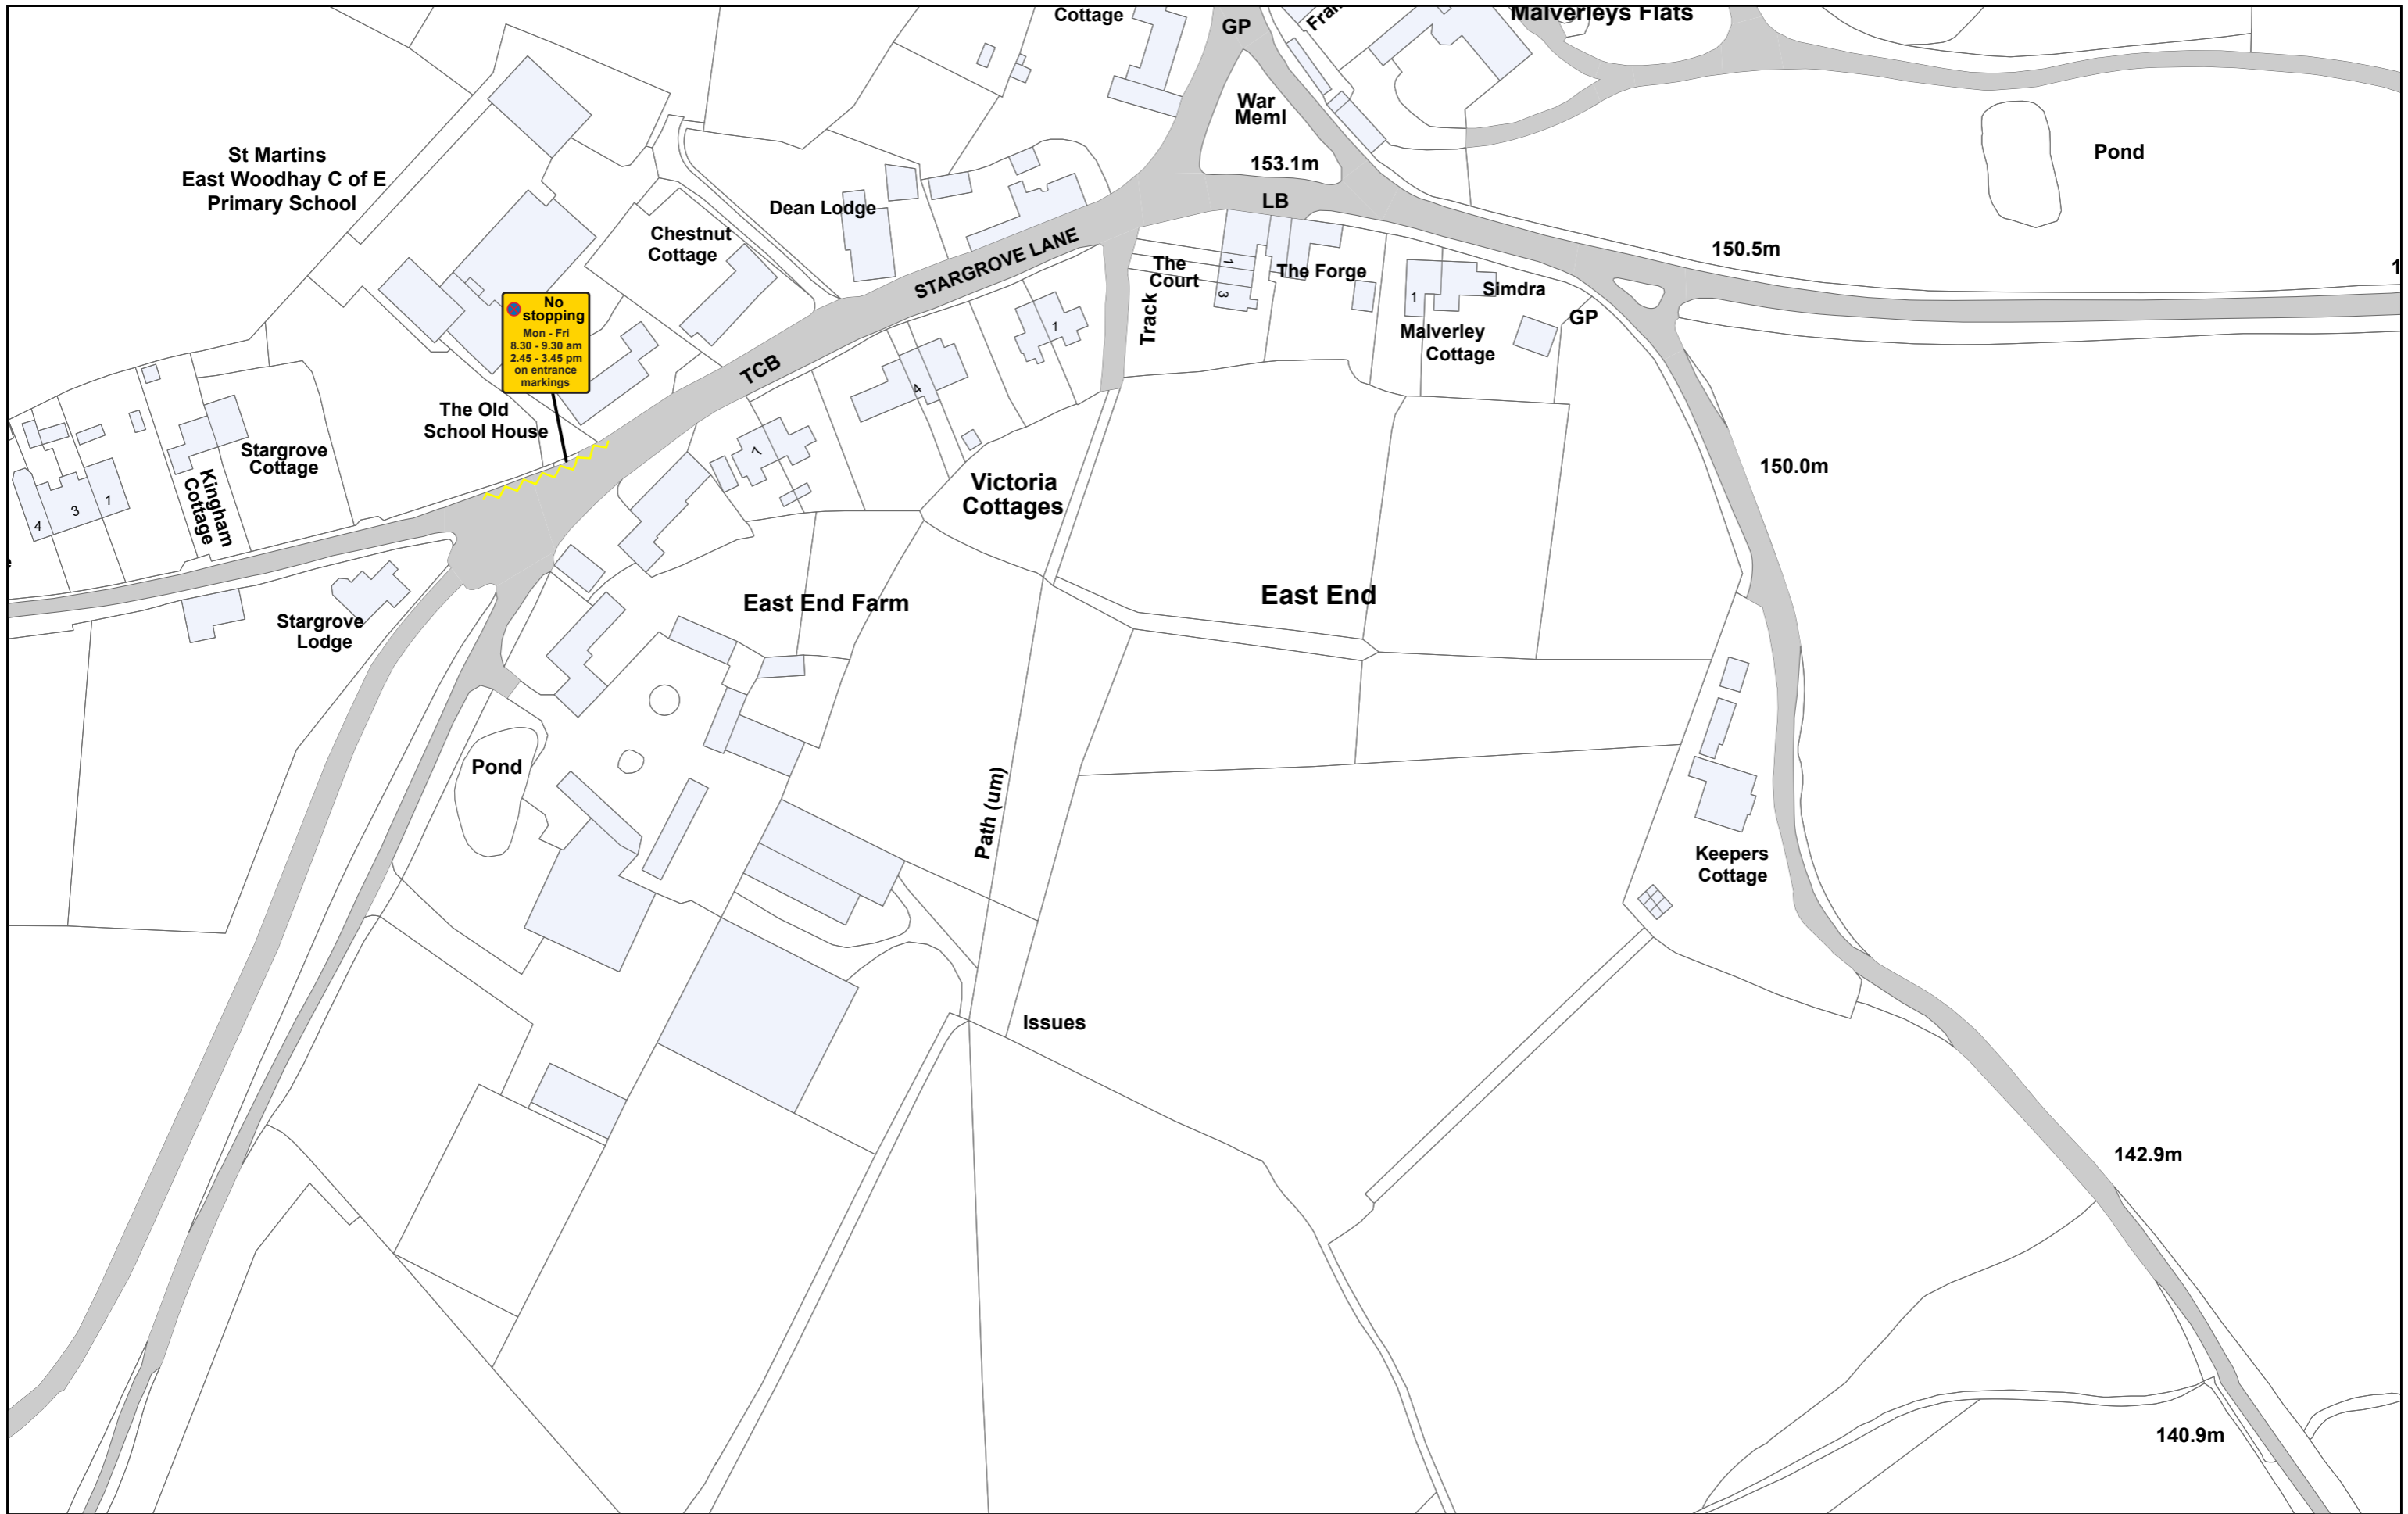 Cottage
GP
Malverleys Flats
War
Meml
153.1m
LB
Pond
St Martins
East Woodhay C of E
Primary School
Dean Lodge
Chestnut
Cottage
STARGROVE LANE
The
Court
1
3
The Forge
1
Simdra
Malverley
Cottage
GP
150.5m
Track
No
stopping
Mon - Fri
8.30 - 9.30 am
2.45 - 3.45 pm
on entrance
markings
TCB
1
4
7
The Old
School House
Stargrove
Cottage
Kingham
Cottage
4
3
1
Victoria
Cottages
150.0m
East End Farm
East End
Stargrove
Lodge
Pond
Path (um)
Keepers
Cottage
Issues
142.9m
140.9m